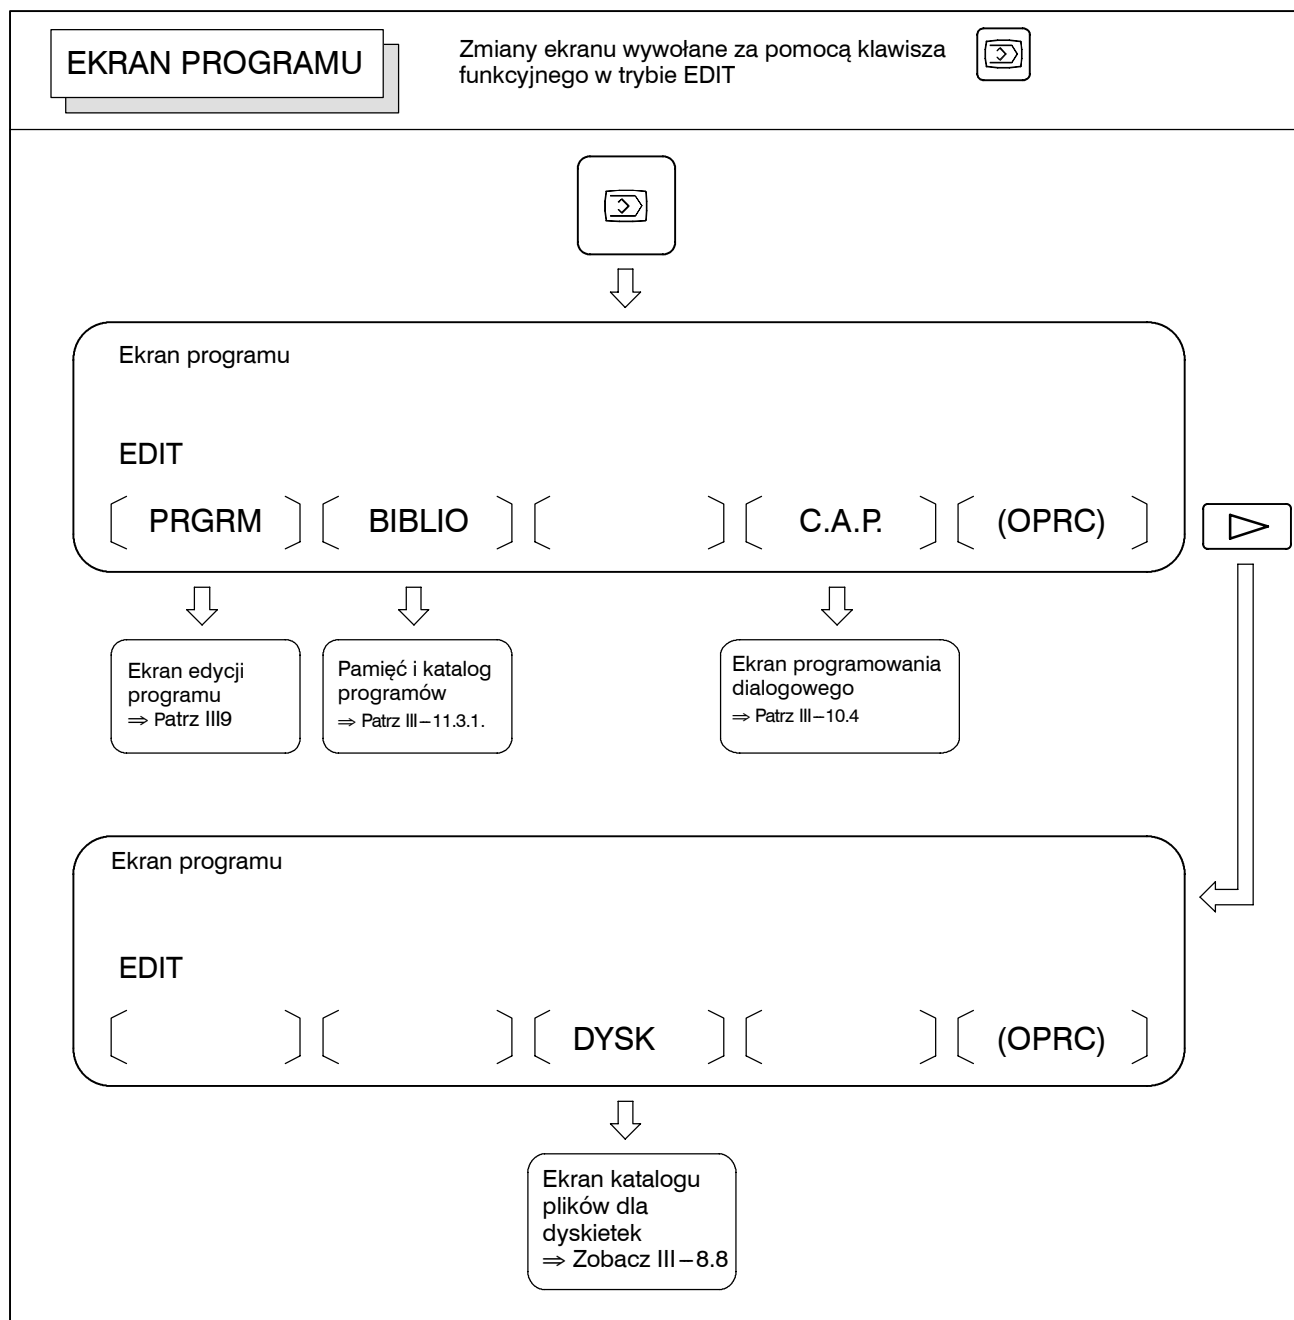 EKRAN PROGRAMU
Zmiany ekranu wywołane za pomocą klawisza
funkcyjnego w trybie EDIT
Ekran programu
EDIT
PRGRM BIBLIO C.A.P. (OPRC)
Ekran edycji
programu
⇒ Patrz III9
Pamięć i katalog
programów
⇒ Patrz III–11.3.1.
Ekran programowania
dialogowego
⇒ Patrz III–10.4
Ekran programu
EDIT
DYSK (OPRC)
Ekran katalogu
plików dla
dyskietek
⇒ Zobacz III–8.8